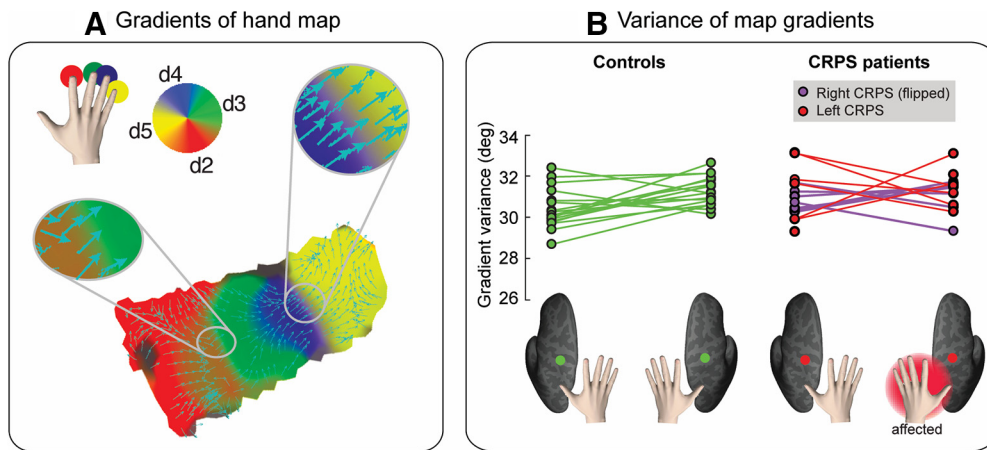 A Gradients of hand map
d4
d3
d5
d2
B Variance of map gradients
Controls
CRPS patients
Right CRPS (flipped)
Left CRPS
Gradient variance (deg)
34
32
30
28
26
affected